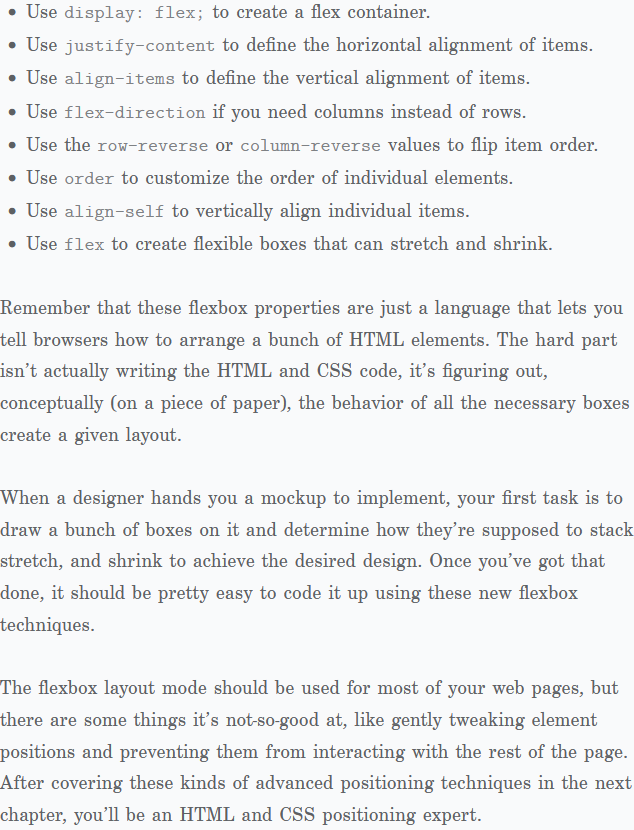 • Use display: flex; to create a flex container.
• Use justify-content to define the horizontal alignment of items.
• Use align-items to define the vertical alignment of items.
• Use flex-direction if you need columns instead of rows.
• Use the row-reverse or column-reverse values to flip item order.
• Use order to customize the order of individual elements.
• Use align-self to vertically align individual items.
• Use flex to create flexible boxes that can stretch and shrink.
Remember that these flexbox properties are just a language that lets you
tell browsers how to arrange a bunch of HTML elements. The hard part
isn’t actually writing the HTML and CSS code, it’s figuring out,
conceptually (on a piece of paper), the behavior of all the necessary boxes
create a given layout.
When a designer hands you a mockup to implement, your first task is to
draw a bunch of boxes on it and determine how they’re supposed to stack
stretch, and shrink to achieve the desired design. Once you’ve got that
done, it should be pretty easy to code it up using these new flexbox
techniques.
The flexbox layout mode should be used for most of your web pages, but
there are some things it’s not-so-good at, like gently tweaking element
positions and preventing them from interacting with the rest of the page.
After covering these kinds of advanced positioning techniques in the next
chapter, you’ll be an HTML and CSS positioning expert.